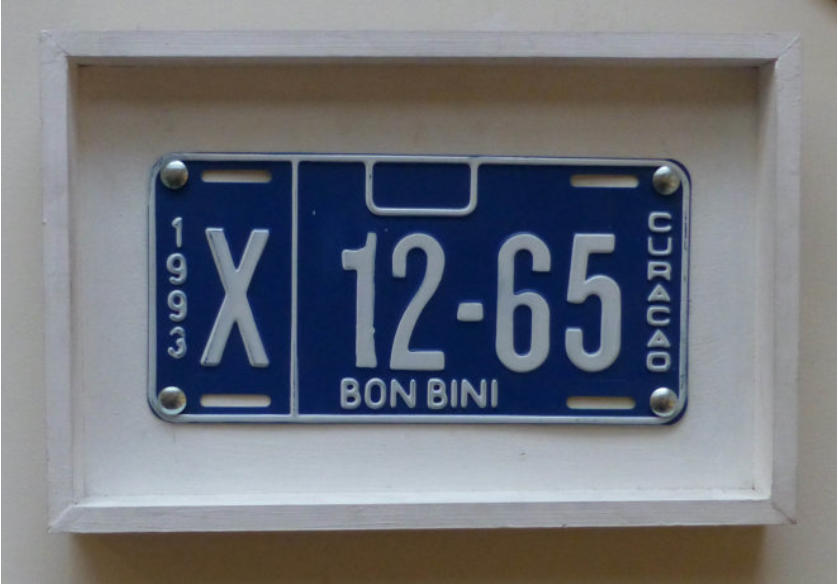 1993
X 12-65
CURACAO
BON BINI